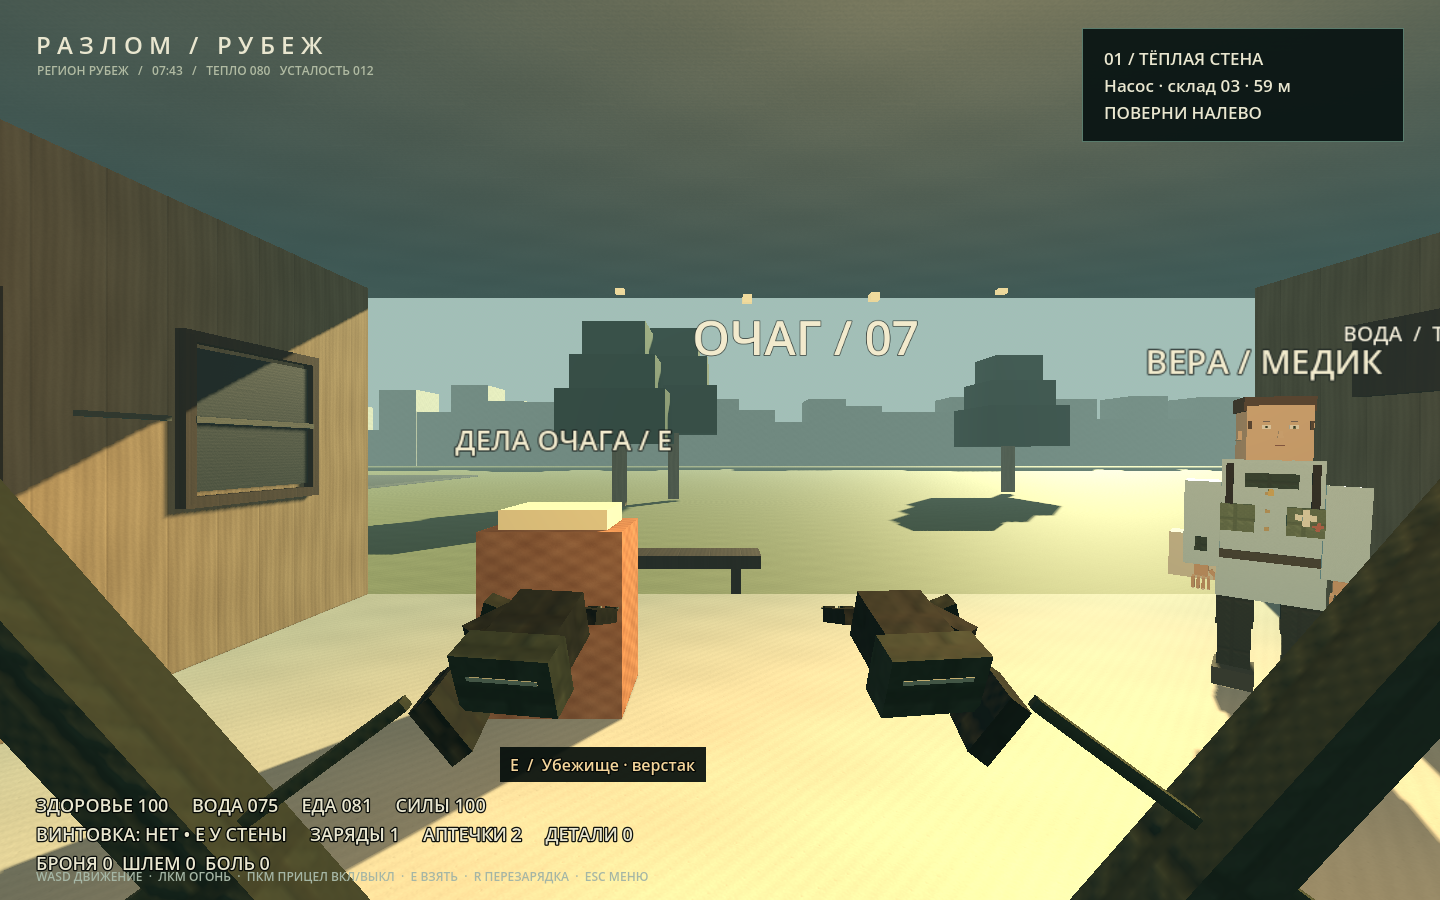 РАЗЛОМ / РУБЕЖ
РЕГИОН РУБЕЖ / 07:43 / ТЕПЛО 080 УСТАЛОСТЬ 012
01 / ТЁПЛАЯ СТЕНА
Насос · склад 03 · 59 м
ПОВЕРНИ НАЛЕВО
ОЧАГ / 07
ВОДА / Т
ВЕРА / МЕДИК
ДЕЛА ОЧАГА / Е
E / Убежище · верстак
ЗДОРОВЬЕ 100 ВОДА 075 ЕДА 081 СИЛЫ 100
ВИНТОВКА: НЕТ • Е У СТЕНЫ ЗАРЯДЫ 1 АПТЕЧКИ 2 ДЕТАЛИ 0
БРОНЯ 0 ШЛЕМ 0 БОЛЬ 0
WASD ДВИЖЕНИЕ · ЛКМ ОГОНЬ · ПКМ ПРИЦЕЛ ВКЛ/ВЫКЛ · E ВЗЯТЬ · R ПЕРЕЗАРЯДКА · ESC МЕНЮ